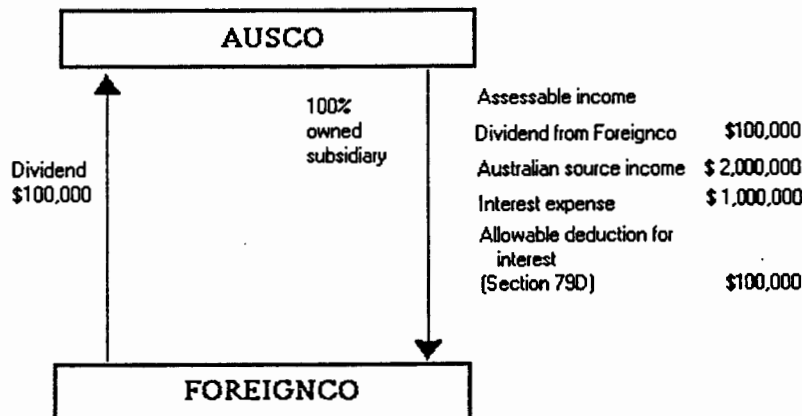 AUSCO
Dividend
$100,000
100%
owned
subsidiary
Assessable income
Dividend from Foreignco $100,000
Australian source income $ 2,000,000
Interest expense $ 1,000,000
Allowable deduction for
interest
(Section 79D) $100,000
FOREIGNCO